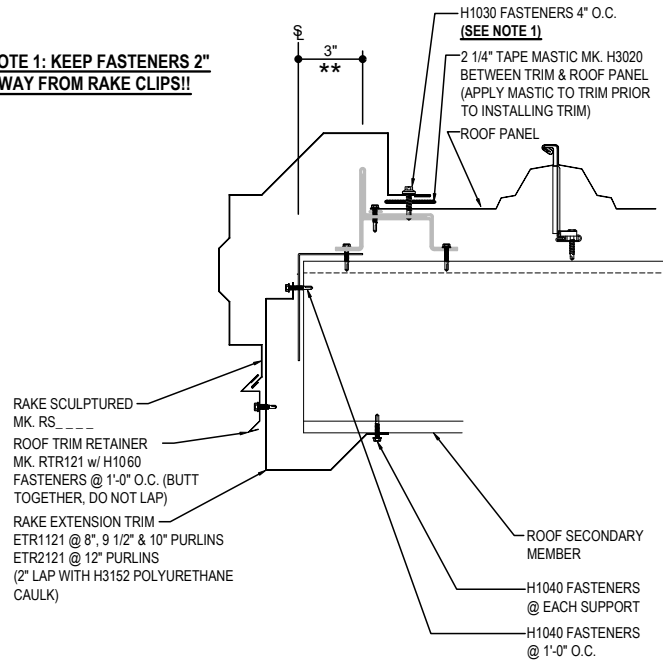 OTE 1: KEEP FASTENERS 2"
WAY FROM RAKE CLIPS!!
3"
**
H1030 FASTENERS 4" O.C.
(SEE NOTE 1)
2 1/4" TAPE MASTIC MK. H3020
BETWEEN TRIM & ROOF PANEL
(APPLY MASTIC TO TRIM PRIOR
TO INSTALLING TRIM)
ROOF PANEL
RAKE SCULPTURED
MK. RS_ _ _ _
ROOF TRIM RETAINER
MK. RTR121 w/ H1060
FASTENERS @ 1'-0" O.C. (BUTT
TOGETHER, DO NOT LAP)
RAKE EXTENSION TRIM
ETR1121 @ 8", 9 1/2" & 10" PURLINS
ETR2121 @ 12" PURLINS
(2" LAP WITH H3152 POLYURETHANE
CAULK)
ROOF SECONDARY
MEMBER
H1040 FASTENERS
@ EACH SUPPORT
H1040 FASTENERS
@ 1'-0" O.C.